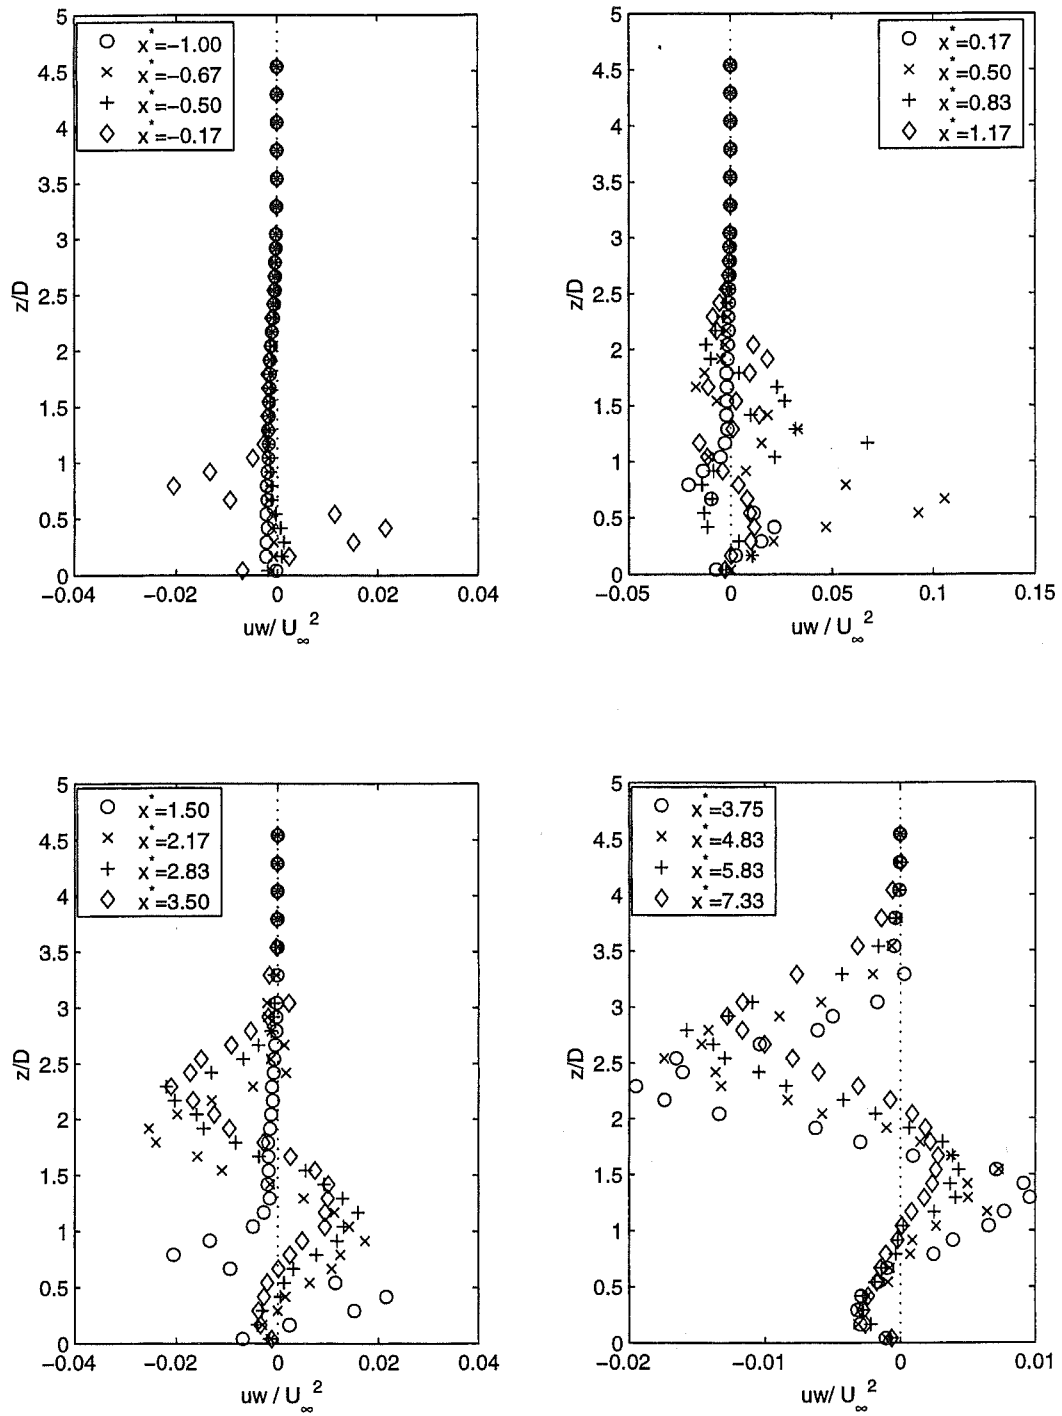 5
4.5
4
3.5
3
2.5
2
1.5
1
0.5
0
z/D
x*=−1.00
x*=−0.67
x*=−0.50
x*=−0.17
−0.04
−0.02
0
0.02
0.04
uw / U∞²
5
4.5
4
3.5
3
2.5
2
1.5
1
0.5
0
z/D
x*=0.17
x*=0.50
x*=0.83
x*=1.17
−0.05
0
0.05
0.1
0.15
uw / U∞²
5
4.5
4
3.5
3
2.5
2
1.5
1
0.5
0
z/D
x*=1.50
x*=2.17
x*=2.83
x*=3.50
−0.04
−0.02
0
0.02
0.04
uw / U∞²
5
4.5
4
3.5
3
2.5
2
1.5
1
0.5
0
z/D
x*=3.75
x*=4.83
x*=5.83
x*=7.33
−0.02
−0.01
0
0.01
uw / U∞²